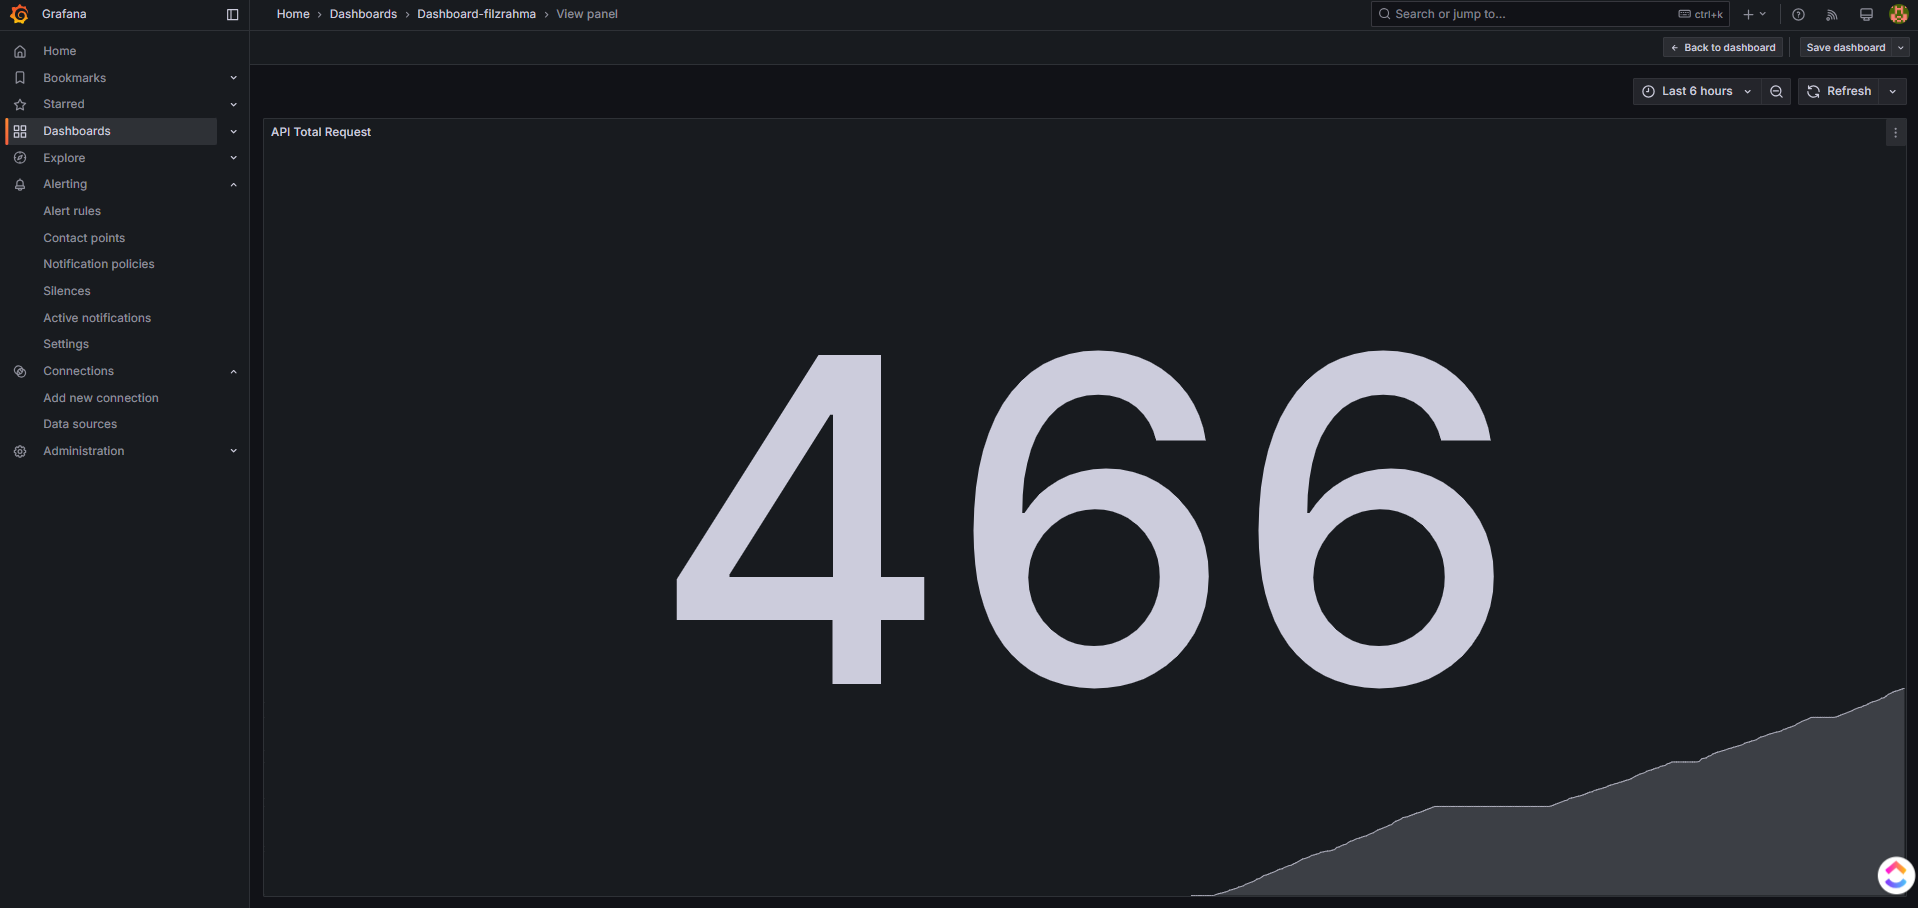 Grafana
Home › Dashboards › Dashboard-filzrahma › View panel
Search or jump to...
ctrl+k
Back to dashboard
Save dashboard
Home
Bookmarks
Starred
Dashboards
Explore
Alerting
Alert rules
Contact points
Notification policies
Silences
Active notifications
Settings
Connections
Add new connection
Data sources
Administration
Last 6 hours
Refresh
API Total Request
466